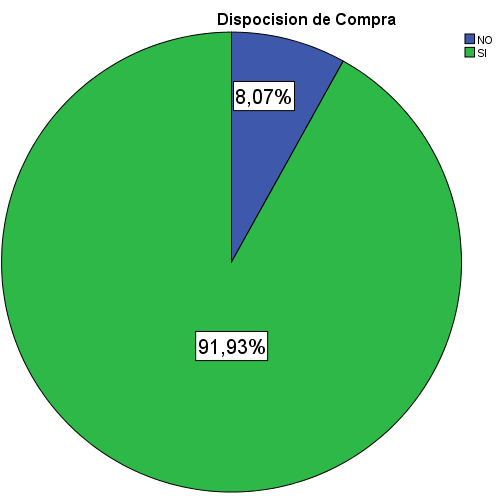 Dispocision de Compra
NO
SI
8,07%
91,93%